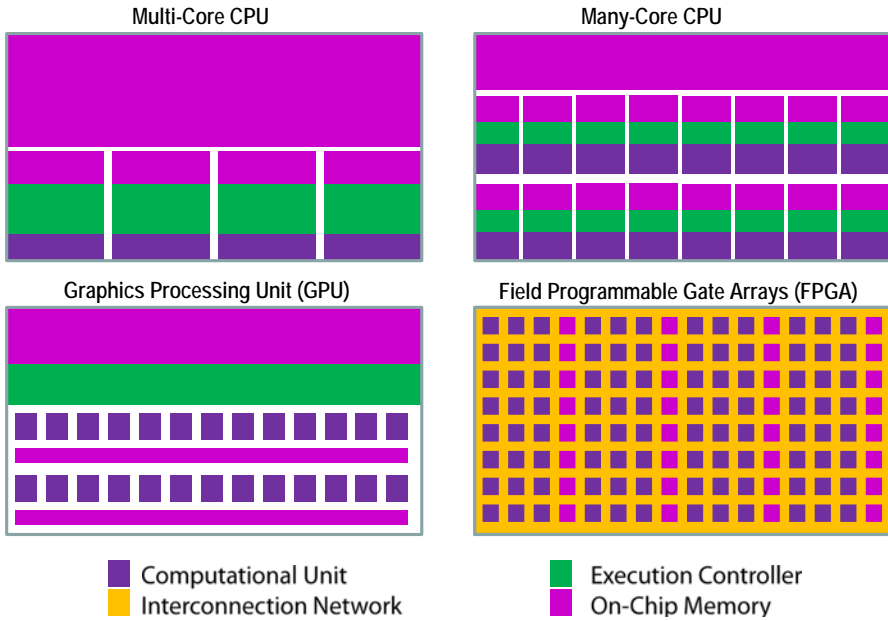 Multi-Core CPU
Many-Core CPU
Graphics Processing Unit (GPU)
Field Programmable Gate Arrays (FPGA)
Computational Unit
Execution Controller
Interconnection Network
On-Chip Memory